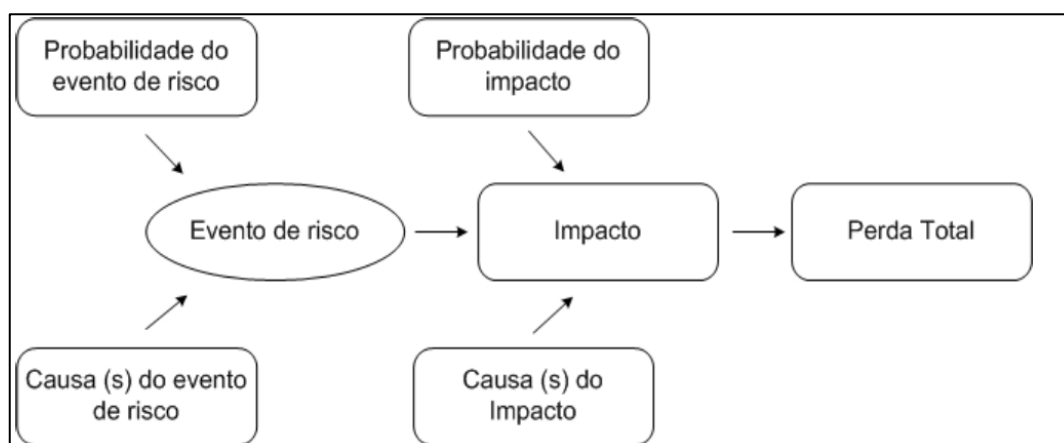 Probabilidade do
evento de risco
Probabilidade do
impacto
Evento de risco
Impacto
Perda Total
Causa (s) do evento
de risco
Causa (s) do
Impacto